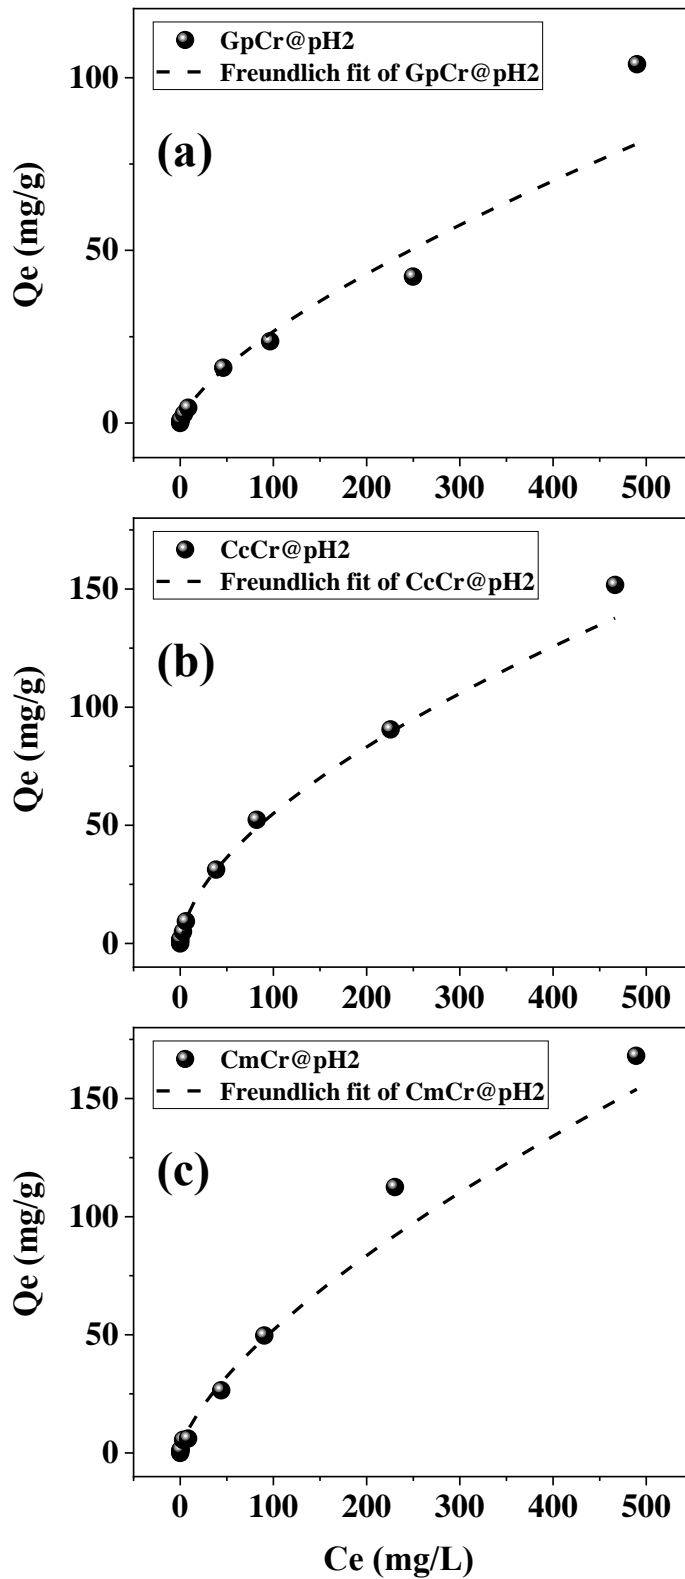 GpCr@pH2
Freundlich fit of GpCr@pH2
(a)
100
50
0
Qe (mg/g)
0 100 200 300 400 500
CcCr@pH2
Freundlich fit of CcCr@pH2
(b)
150
100
50
0
Qe (mg/g)
0 100 200 300 400 500
CmCr@pH2
Freundlich fit of CmCr@pH2
(c)
150
100
50
0
Qe (mg/g)
0 100 200 300 400 500
Ce (mg/L)